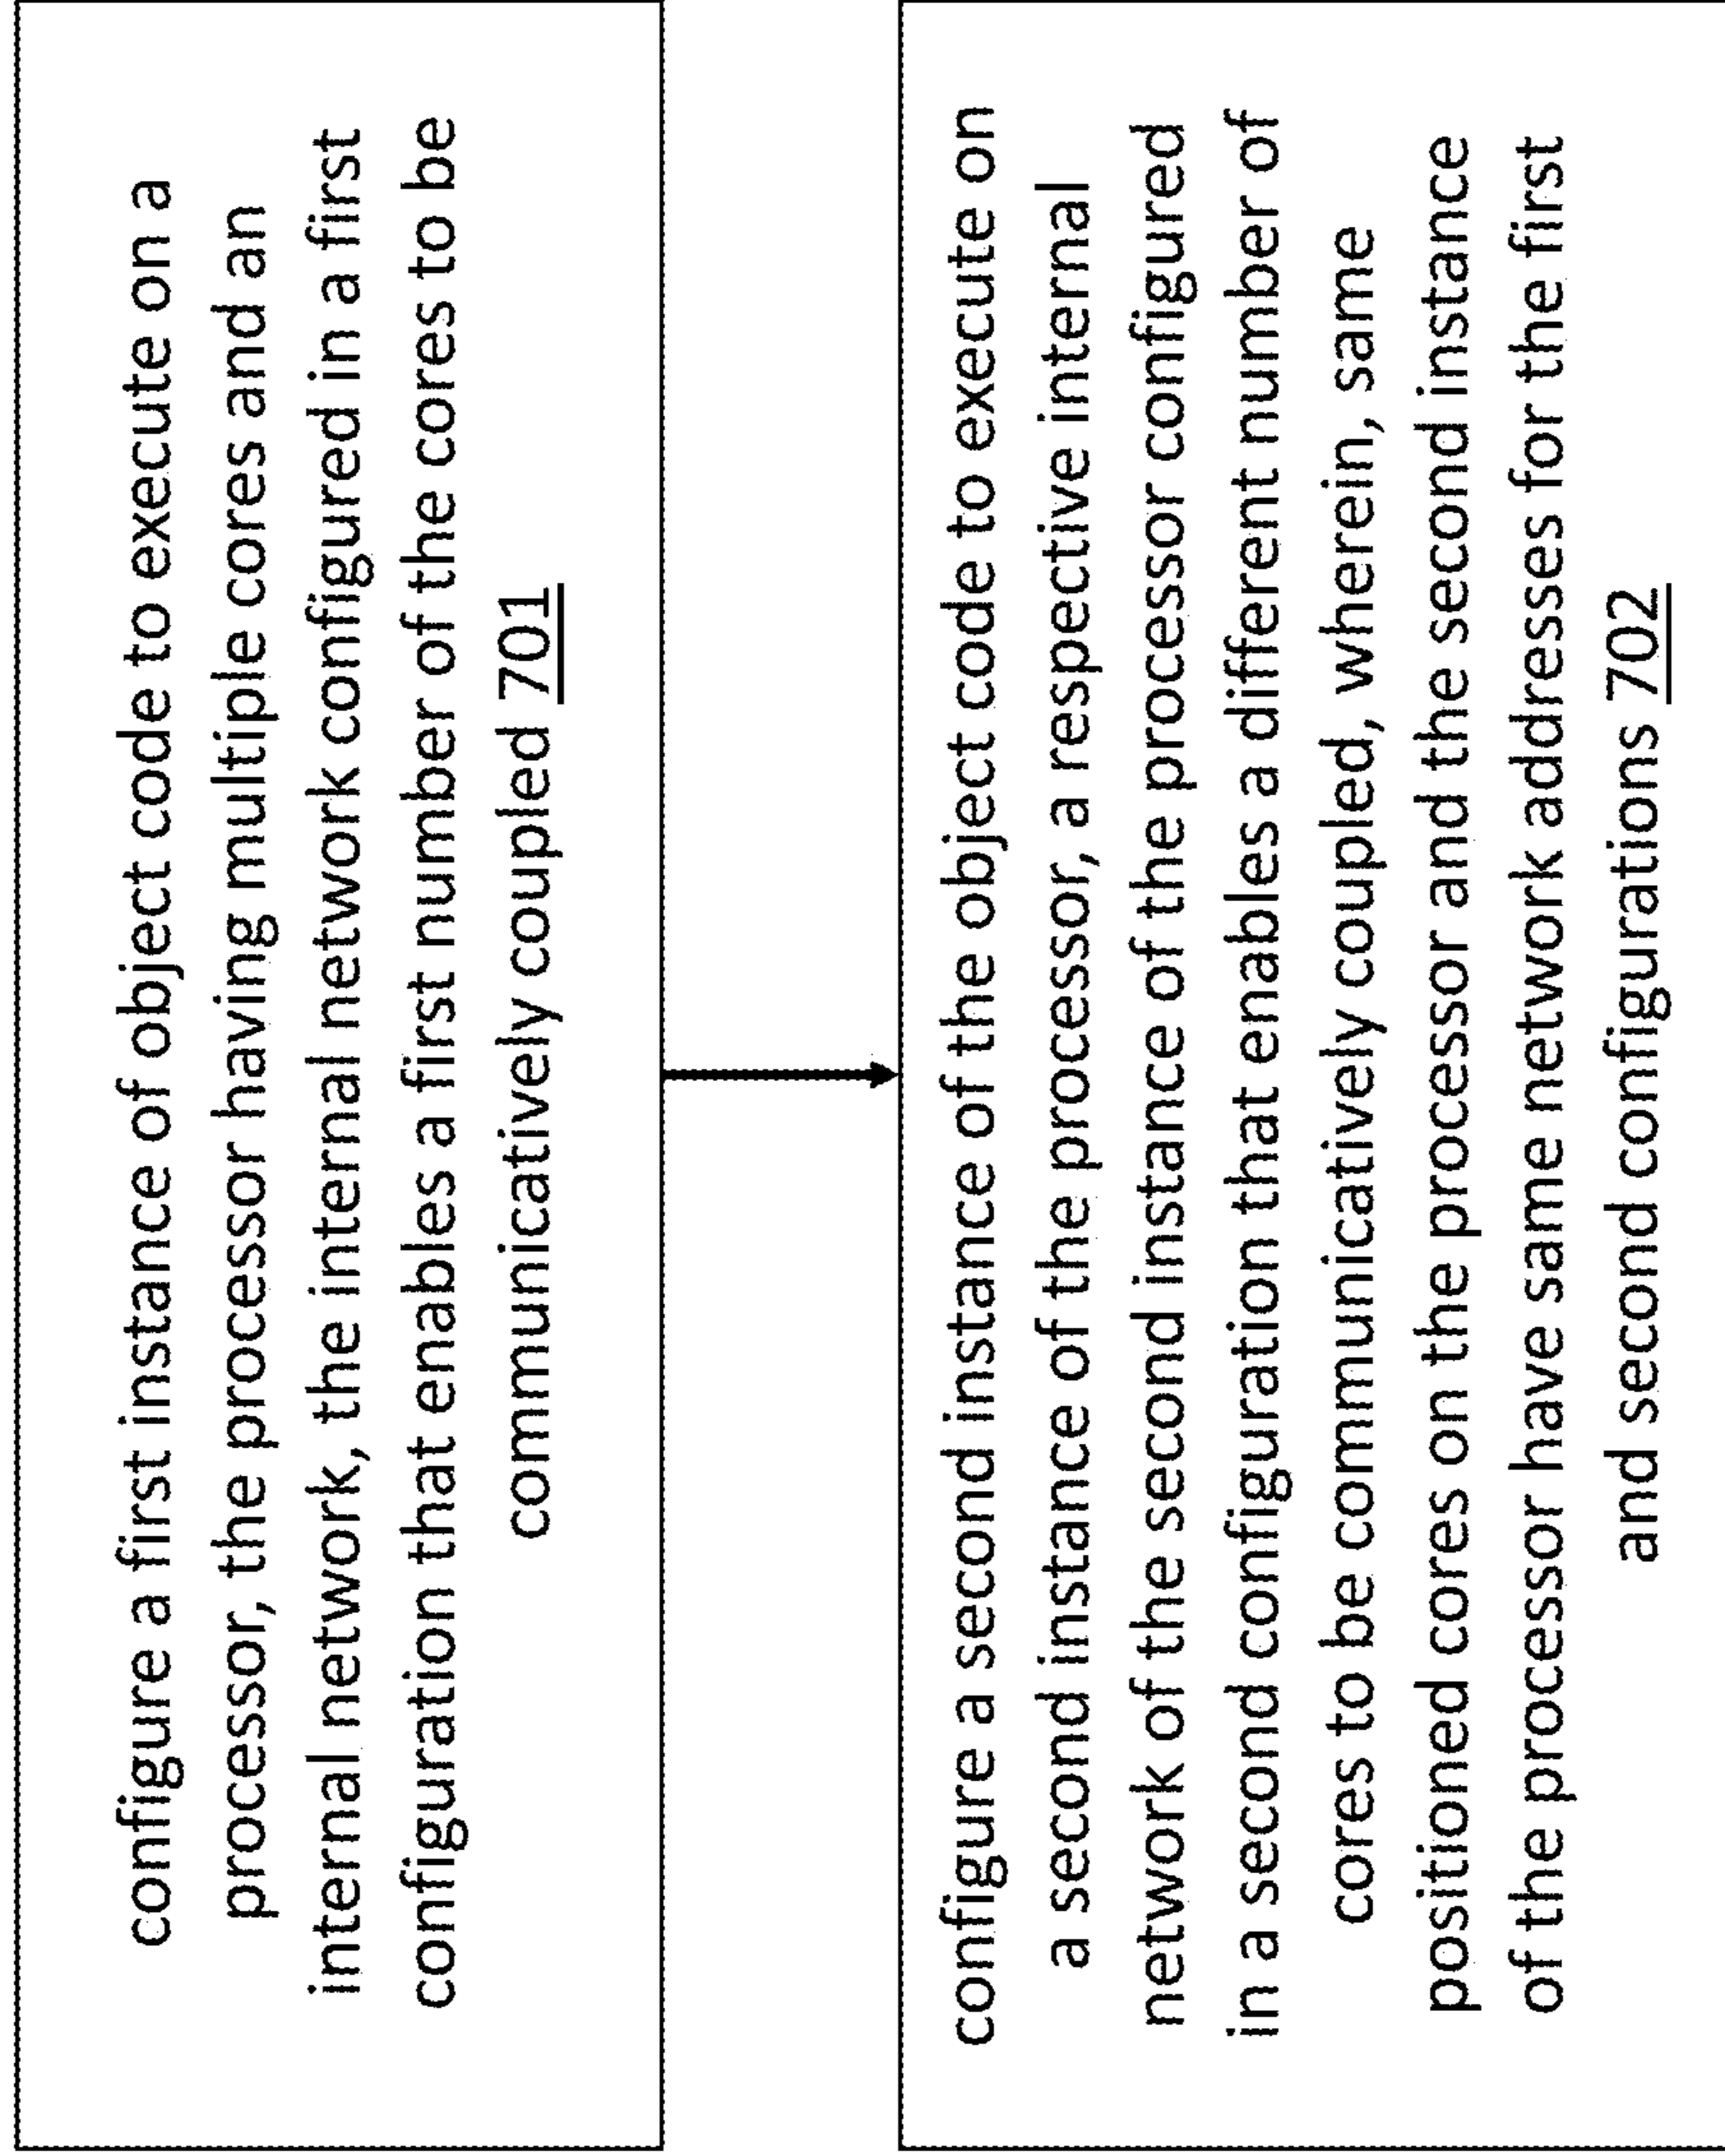 configure a first instance of object code to execute on a
processor, the processor having multiple cores and an
internal network, the internal network configured in a first
configuration that enables a first number of the cores to be
communicatively coupled 701
configure a second instance of the object code to execute on
a second instance of the processor, a respective internal
network of the second instance of the processor configured
in a second configuration that enables a different number of
cores to be communicatively coupled, wherein, same
positioned cores on the processor and the second instance
of the processor have same network addresses for the first
and second configurations 702